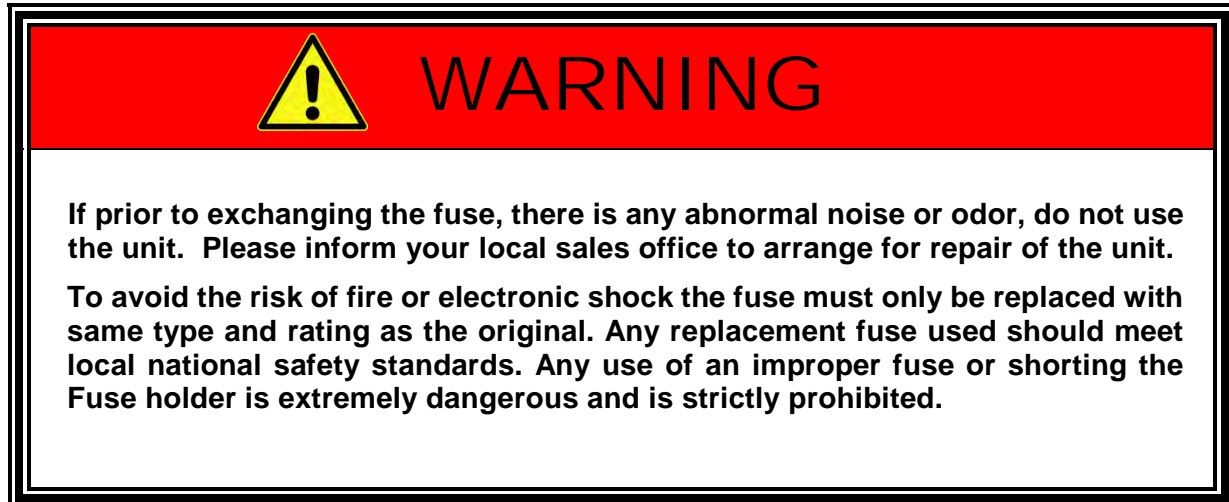 WARNING
If prior to exchanging the fuse, there is any abnormal noise or odor, do not use
the unit.  Please inform your local sales office to arrange for repair of the unit.
To avoid the risk of fire or electronic shock the fuse must only be replaced with
same type and rating as the original. Any replacement fuse used should meet
local national safety standards. Any use of an improper fuse or shorting the
Fuse holder is extremely dangerous and is strictly prohibited.